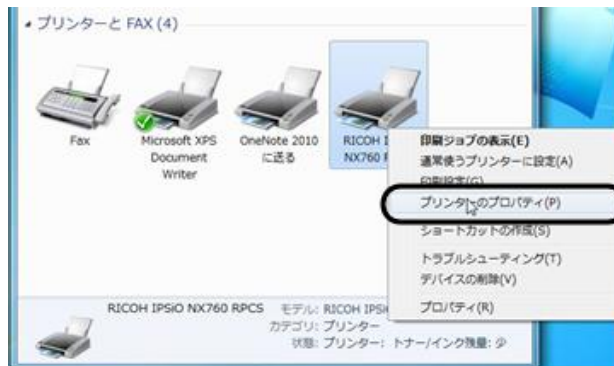 プリンターと FAX (4)
Fax
Microsoft XPS
Document
Writer
OneNote 2010
に送る
RICOH
NX760
印刷ジョブの表示(E)
通常使うプリンターに設定(A)
印刷設定(G)
プリンターのプロパティ(P)
ショートカットの作成(S)
トラブルシューティング(T)
デバイスの削除(V)
プロパティ(R)
RICOH IPSiO NX760 RPCS モデル: RICOH IPSi
カテゴリ: プリンター
状態: プリンター: トナー/インク残量: 少